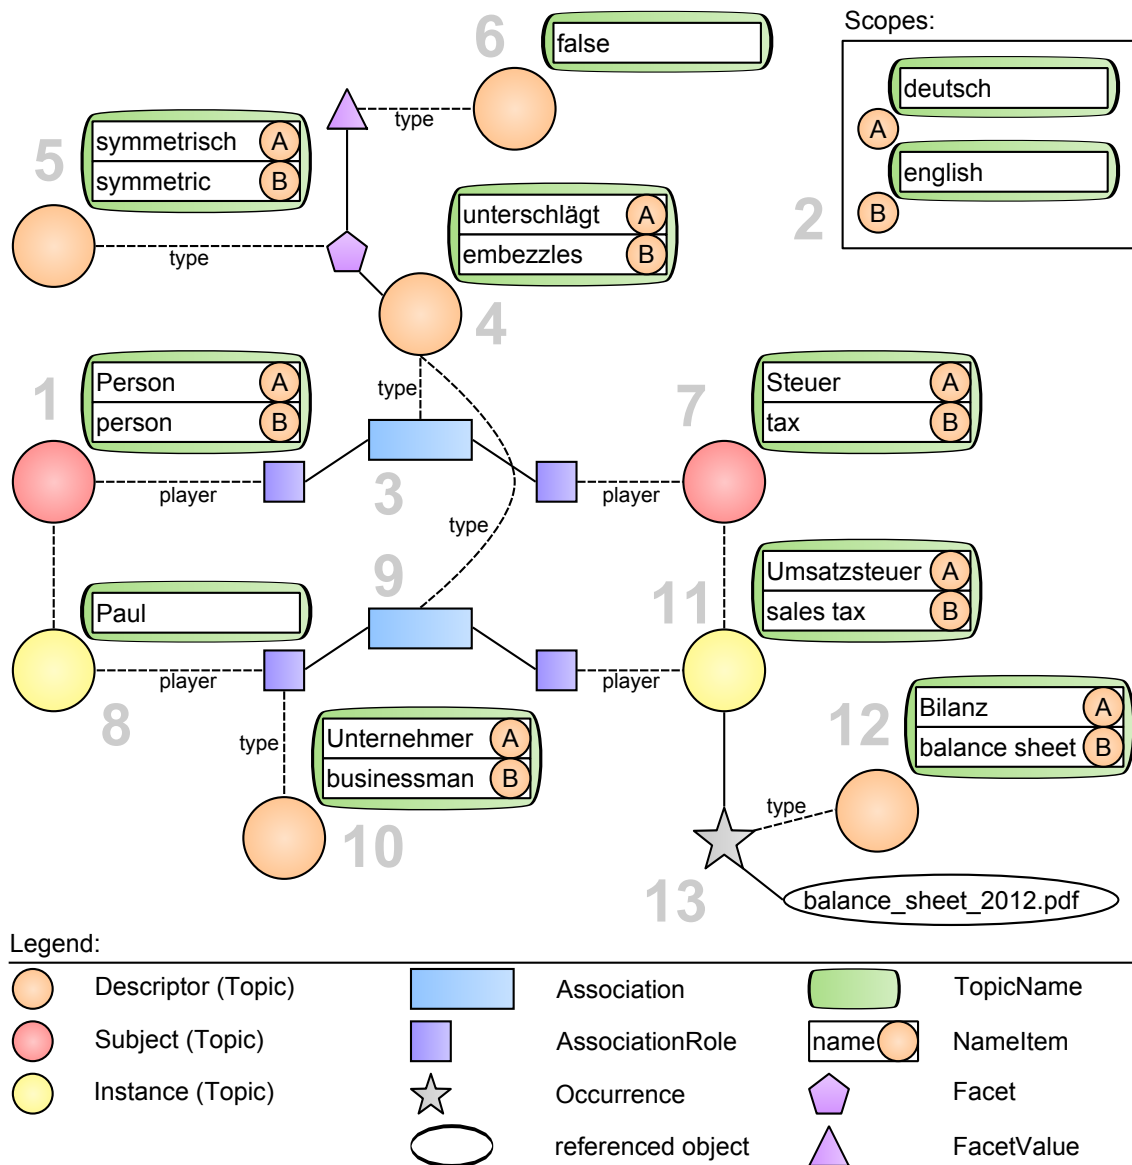 Scopes:
6
false
deutsch
A
english
B
2
type
5
symmetrisch A
symmetric B
type
unterschlägt A
embezzles B
4
1
Person A
person B
type
3
player
player
7
Steuer A
tax B
type
9
8
Paul
player
player
11
Umsatzsteuer A
sales tax B
type
Unternehmer A
businessman B
10
12
Bilanz A
balance sheet B
type
13
balance_sheet_2012.pdf
Legend:
Descriptor (Topic)
Association
TopicName
Subject (Topic)
AssociationRole
name
NameItem
Instance (Topic)
Occurrence
Facet
referenced object
FacetValue